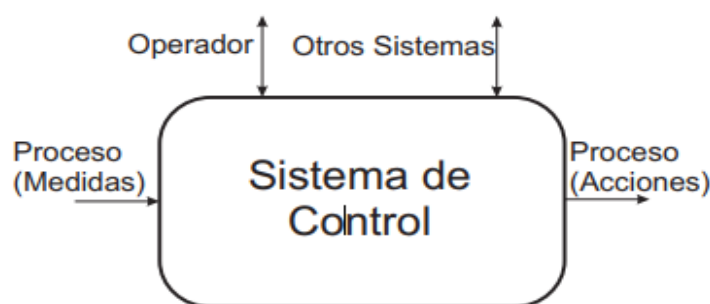 Operador
Otros Sistemas
Proceso
(Medidas)
Sistema de
Control
Proceso
(Acciones)